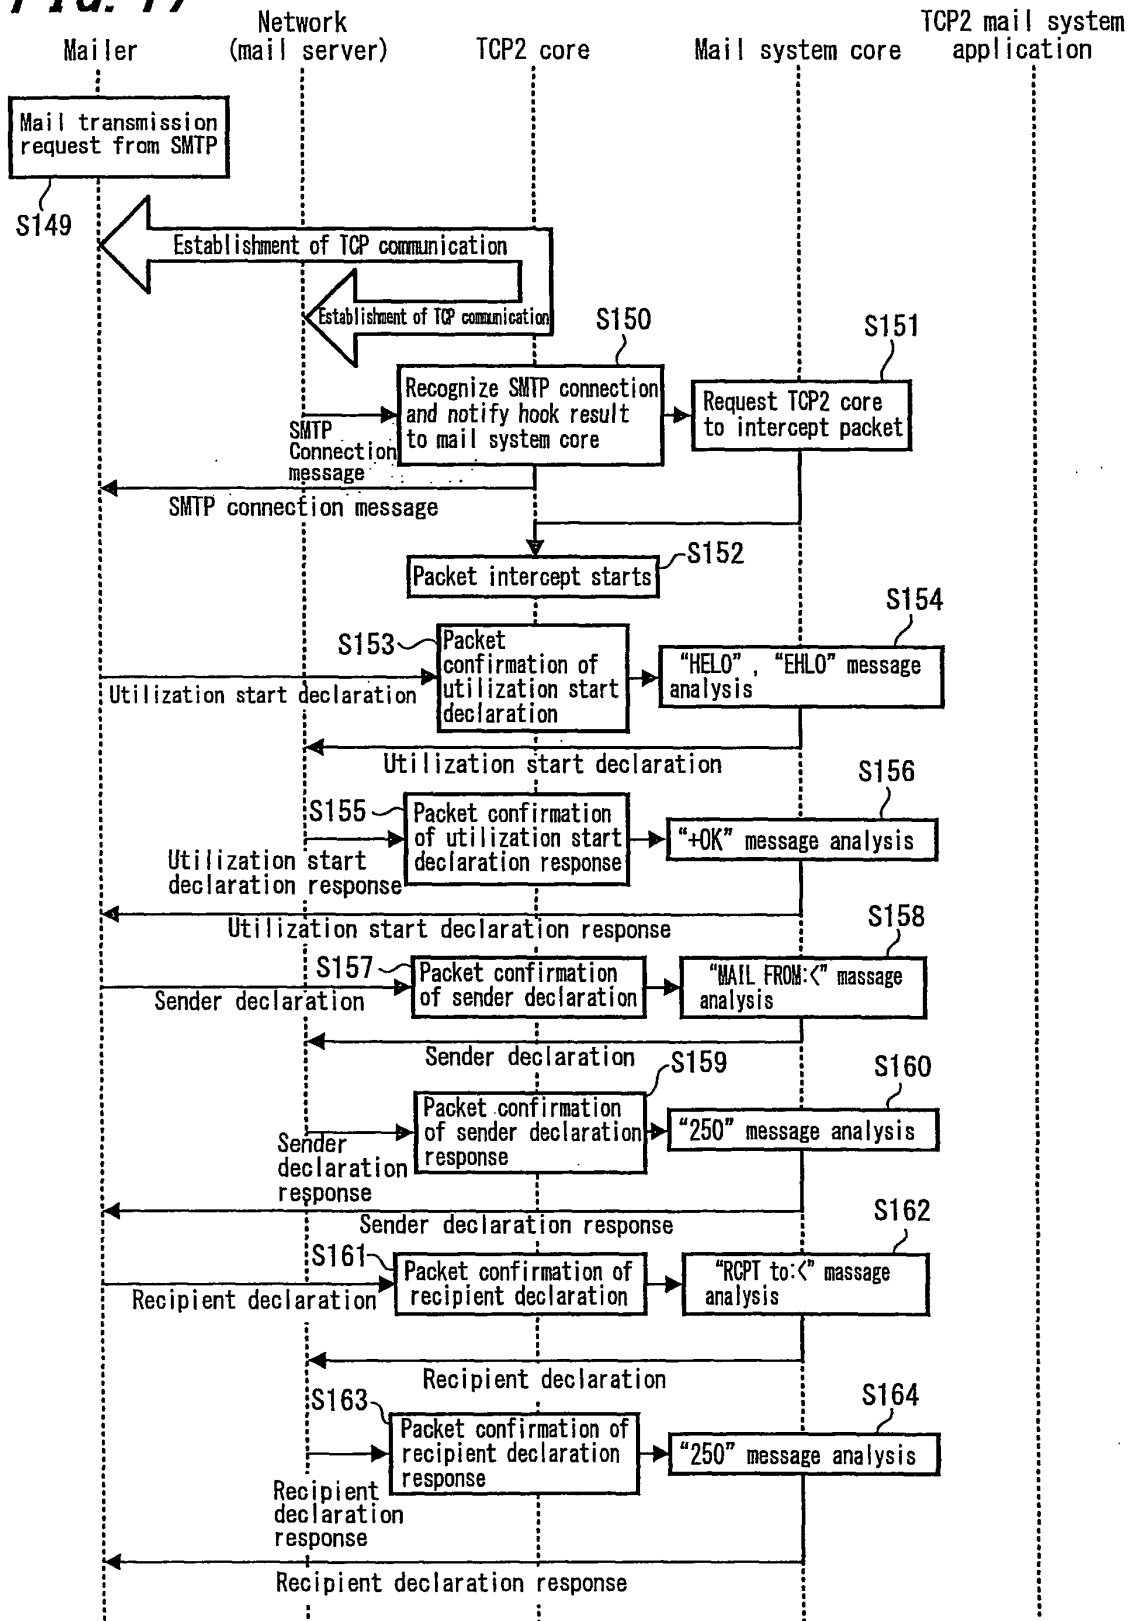 FIG. 17
Network
(mail server)
TCP2 mail system
application
Mailer
TCP2 core
Mail system core
Mail transmission
request from SMTP
S149
Establishment of TCP communication
Establishment of TCP communication
S150
S151
Recognize SMTP connection
and notify hook result
to mail system core
Request TCP2 core
to intercept packet
SMTP
Connection
message
SMTP connection message
S152
Packet intercept starts
S153
S154
Packet
confirmation of
utilization start
declaration
“HELO”, “EHLO” message
analysis
Utilization start declaration
Utilization start declaration
S155
S156
Packet confirmation
of utilization start
declaration response
“+OK” message analysis
Utilization start
declaration response
Utilization start declaration response
S157
S158
Packet confirmation
of sender declaration
“MAIL FROM:<” massage
analysis
Sender declaration
Sender declaration
S159
S160
Packet confirmation
of sender declaration
response
“250” message analysis
Sender
declaration
response
Sender declaration response
S161
S162
Packet confirmation of
recipient declaration
“RCPT to:<” massage
analysis
Recipient declaration
Recipient declaration
S163
S164
Packet confirmation of
recipient declaration
response
“250” message analysis
Recipient
declaration
response
Recipient declaration response